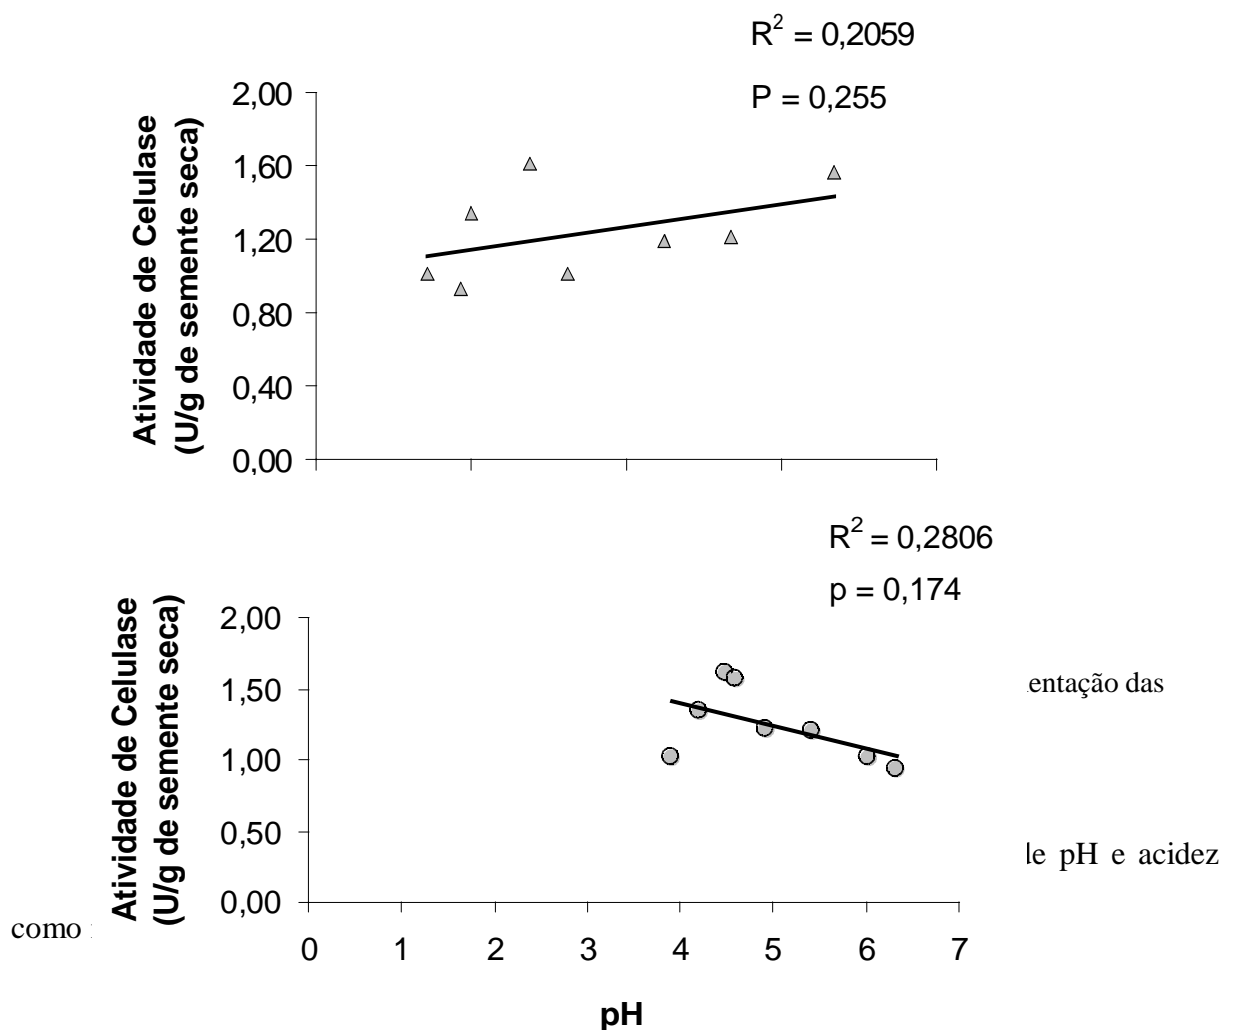 R² = 0,2059
P = 0,255
Atividade de Celulase
(U/g de semente seca)
2,00
1,60
1,20
0,80
0,40
0,00
R² = 0,2806
p = 0,174
Atividade de Celulase
(U/g de semente seca)
2,00
1,50
1,00
0,50
0,00
0 1 2 3 4 5 6 7
pH
entação das
pH e acidez
como